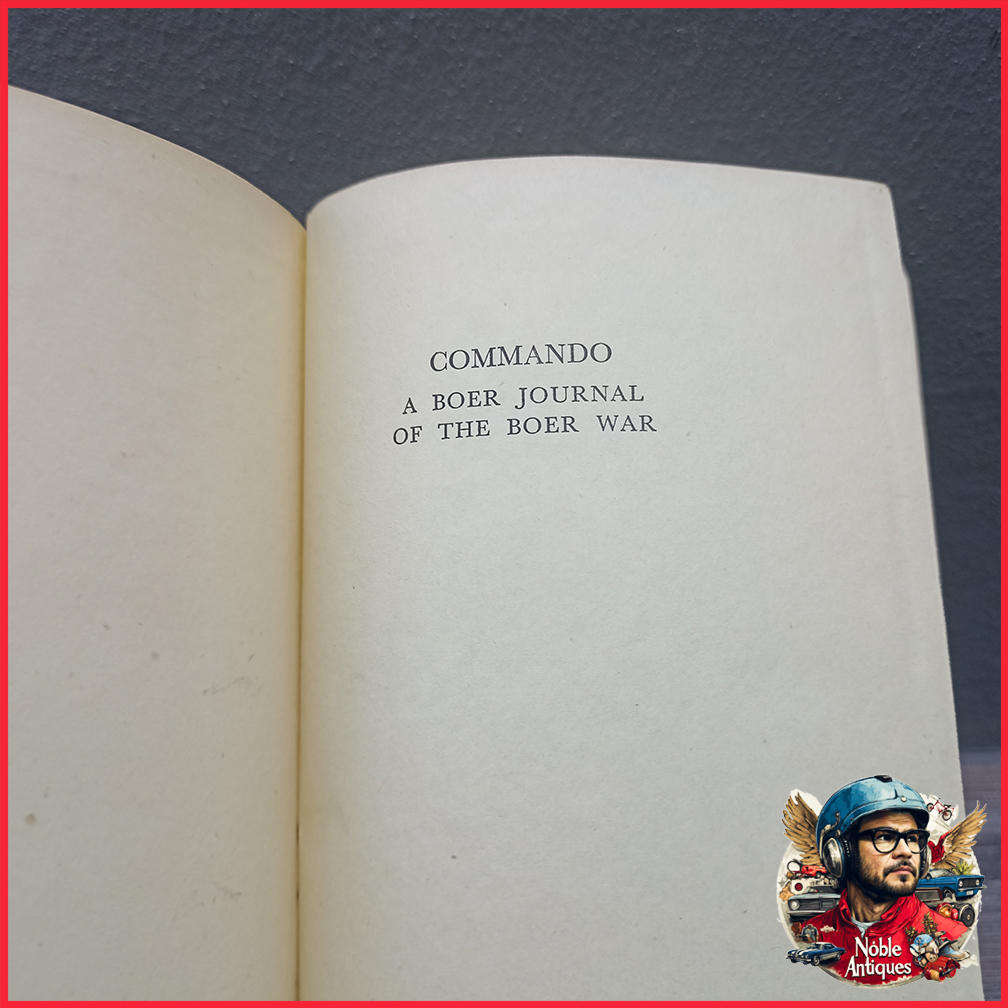 COMMANDO
A BOER JOURNAL
OF THE BOER WAR
Noble
Antiques